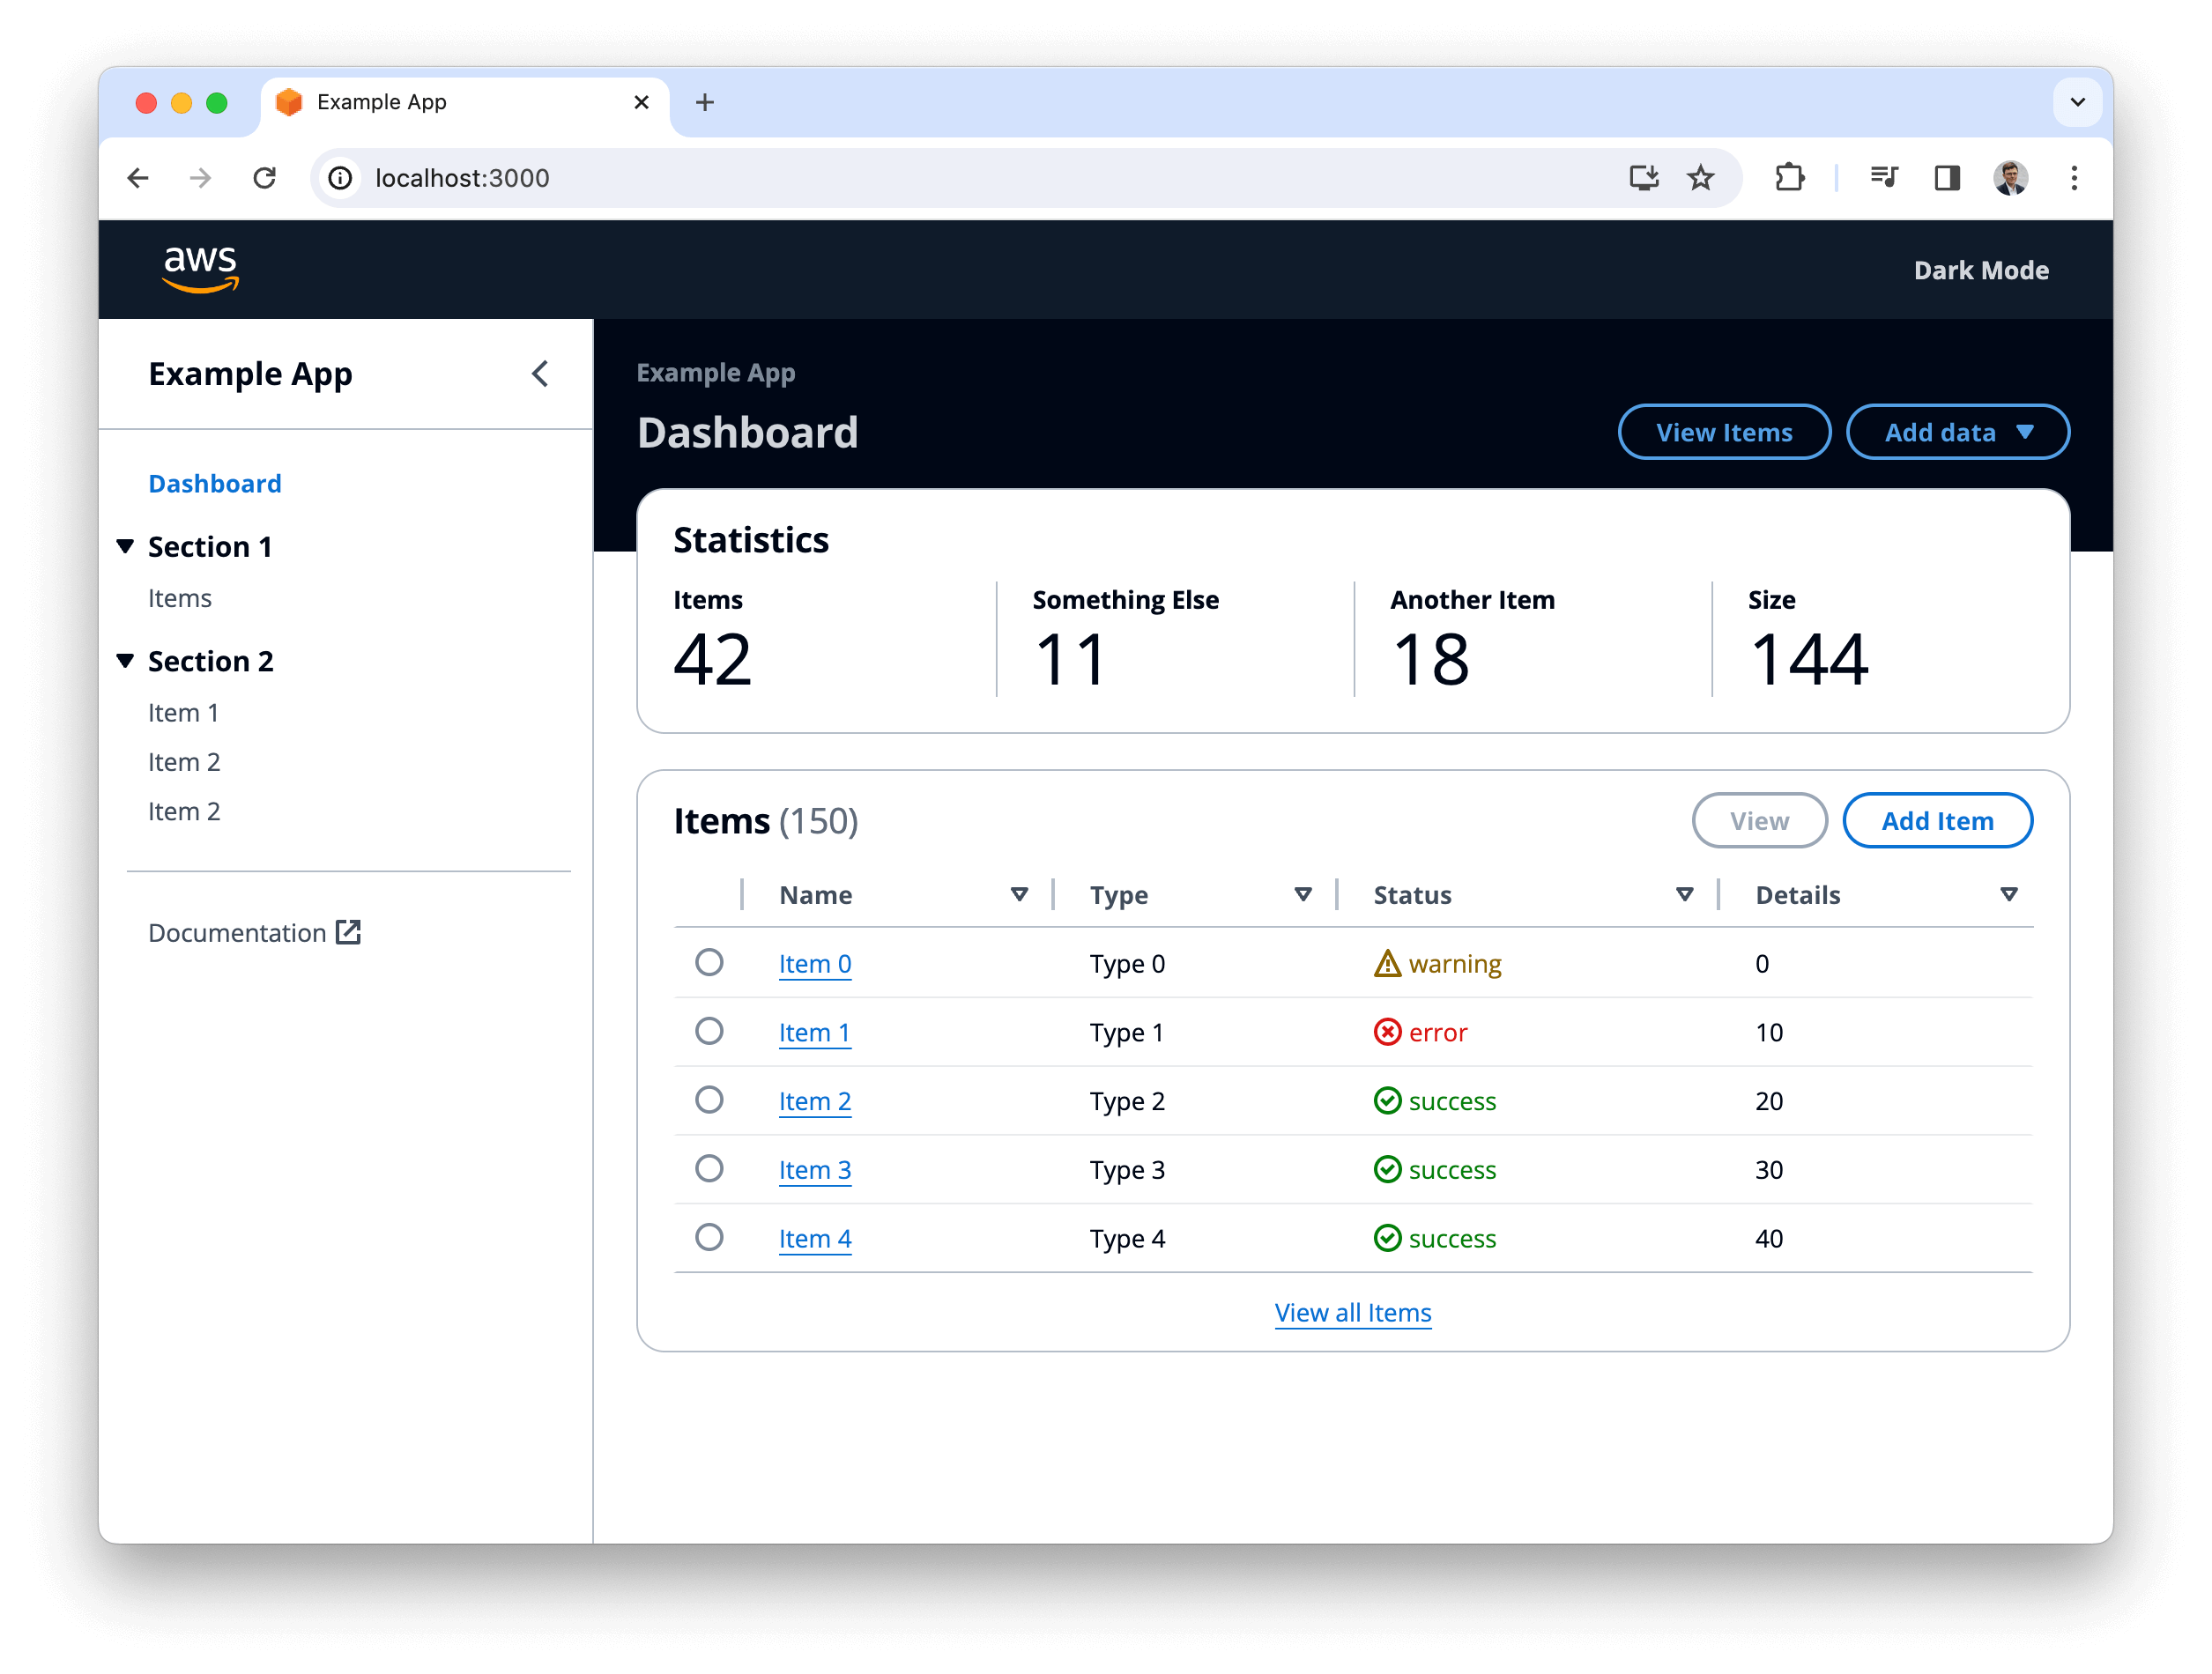 Example App
localhost:3000
aws
Dark Mode
Example App
Dashboard
Section 1
Items
Section 2
Item 1
Item 2
Item 2
Documentation
Example App
Dashboard
View Items
Add data
Statistics
Items
42
Something Else
11
Another Item
18
Size
144
Items (150)
View
Add Item
Name Type Status Details
Item 0 Type 0 warning 0
Item 1 Type 1 error 10
Item 2 Type 2 success 20
Item 3 Type 3 success 30
Item 4 Type 4 success 40
View all Items